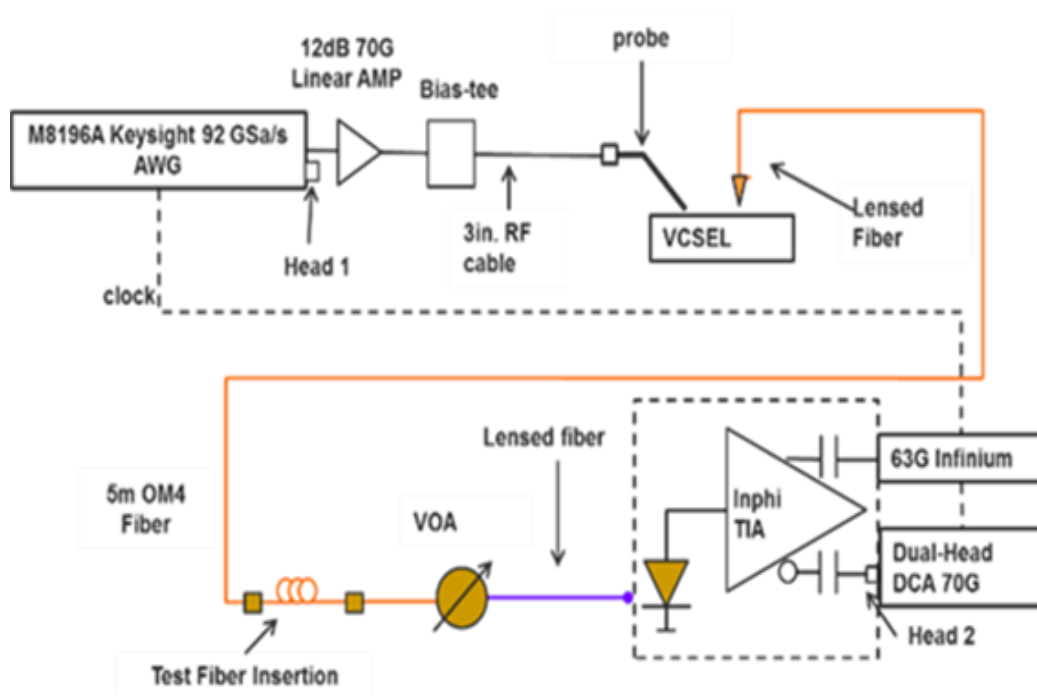 12dB 70G
Linear AMP
probe
Bias-tee
M8196A Keysight 92 GSa/s
AWG
Head 1
3in. RF
cable
VCSEL
Lensed
Fiber
clock
Lensed fiber
5m OM4
Fiber
VOA
Inphi
TIA
63G Infinium
Dual-Head
DCA 70G
Head 2
Test Fiber Insertion